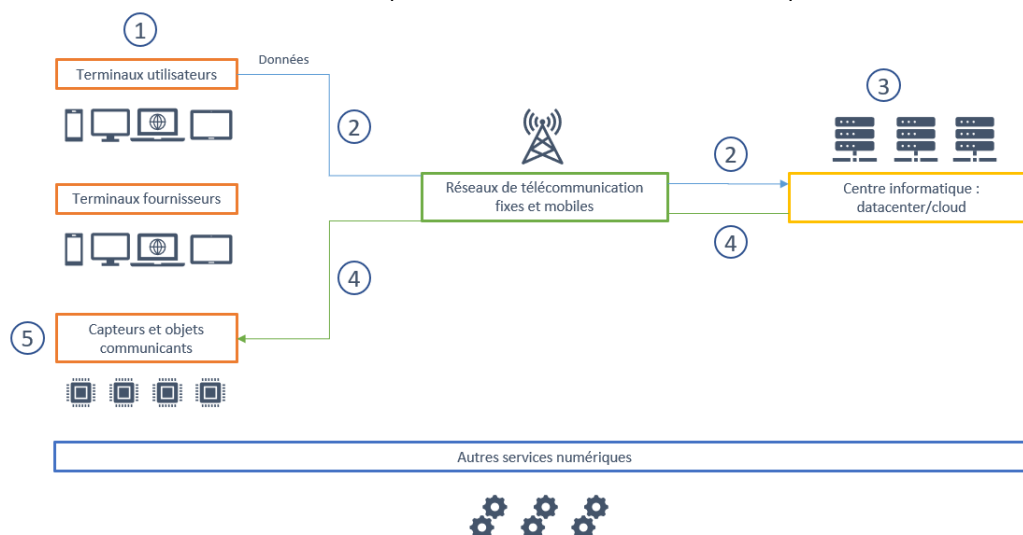 1
Terminaux utilisateurs
Données
2
3
Réseaux de télécommunication
fixes et mobiles
2
Centre informatique :
datacenter/cloud
Terminaux fournisseurs
4
4
5
Capteurs et objets
communicants
Autres services numériques